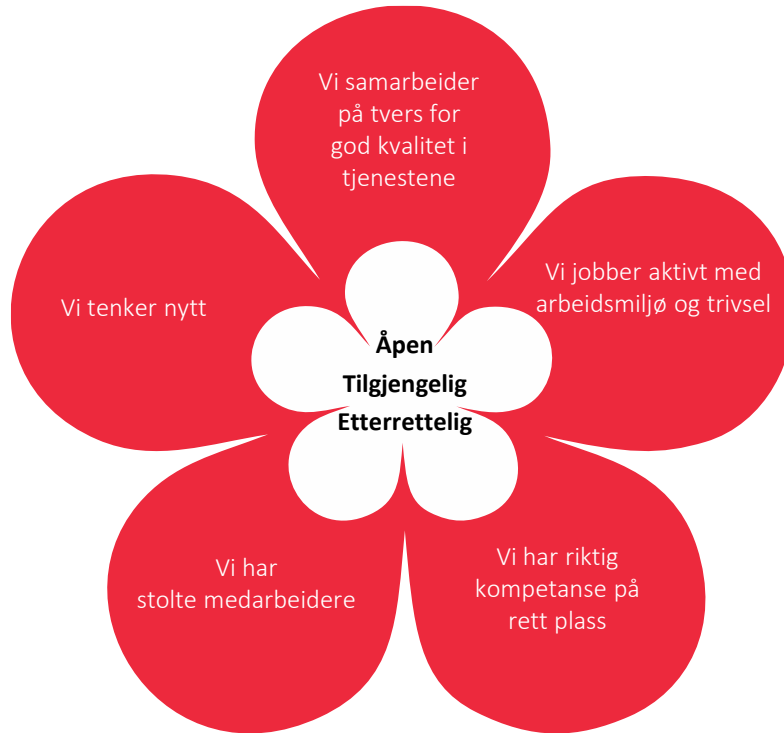 Vi samarbeider
på tvers for
god kvalitet i
tjenestene
Vi jobber aktivt med
arbeidsmiljø og trivsel
Vi tenker nytt
Åpen
Tilgjengelig
Etterrettelig
Vi har riktig
kompetanse på
rett plass
Vi har
stolte medarbeidere